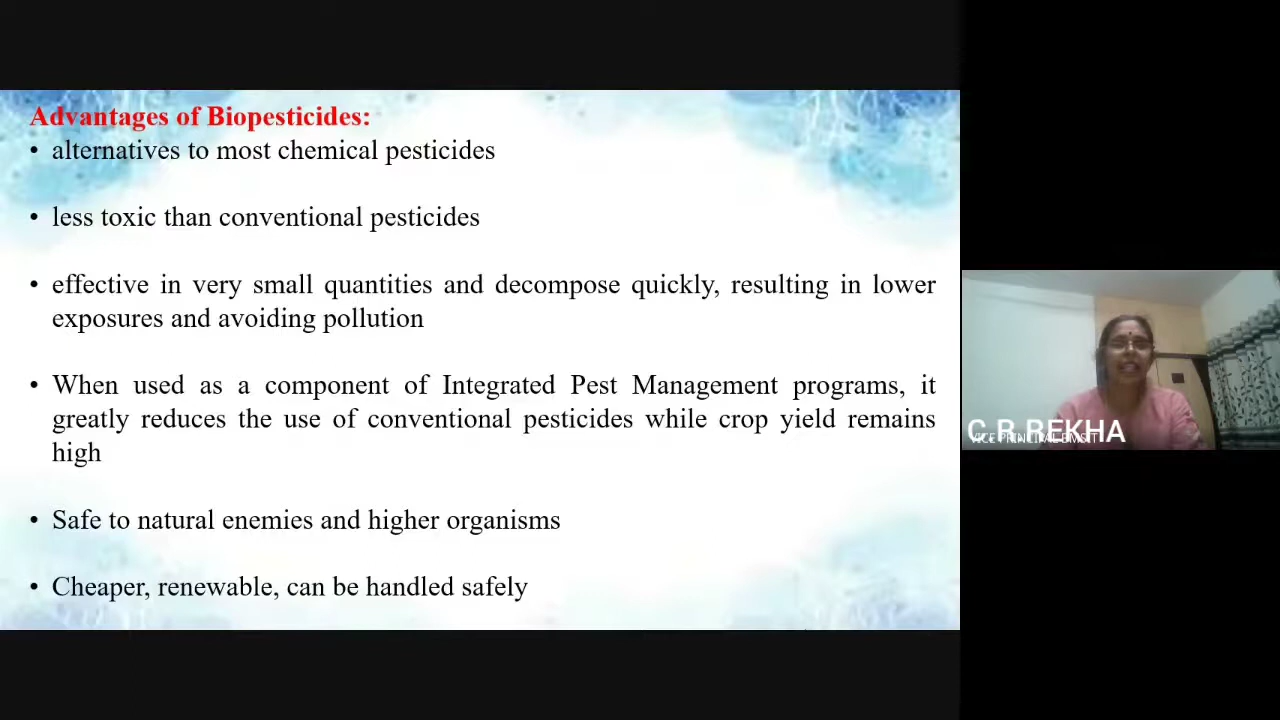 Advantages of Biopesticides:
• alternatives to most chemical pesticides
• less toxic than conventional pesticides
• effective in very small quantities and decompose quickly, resulting in lower
exposures and avoiding pollution
• When used as a component of Integrated Pest Management programs, it
greatly reduces the use of conventional pesticides while crop yield remains
high
• Safe to natural enemies and higher organisms
• Cheaper, renewable, can be handled safely
C R REKHA
VICE PRINCIPAL BMSIT